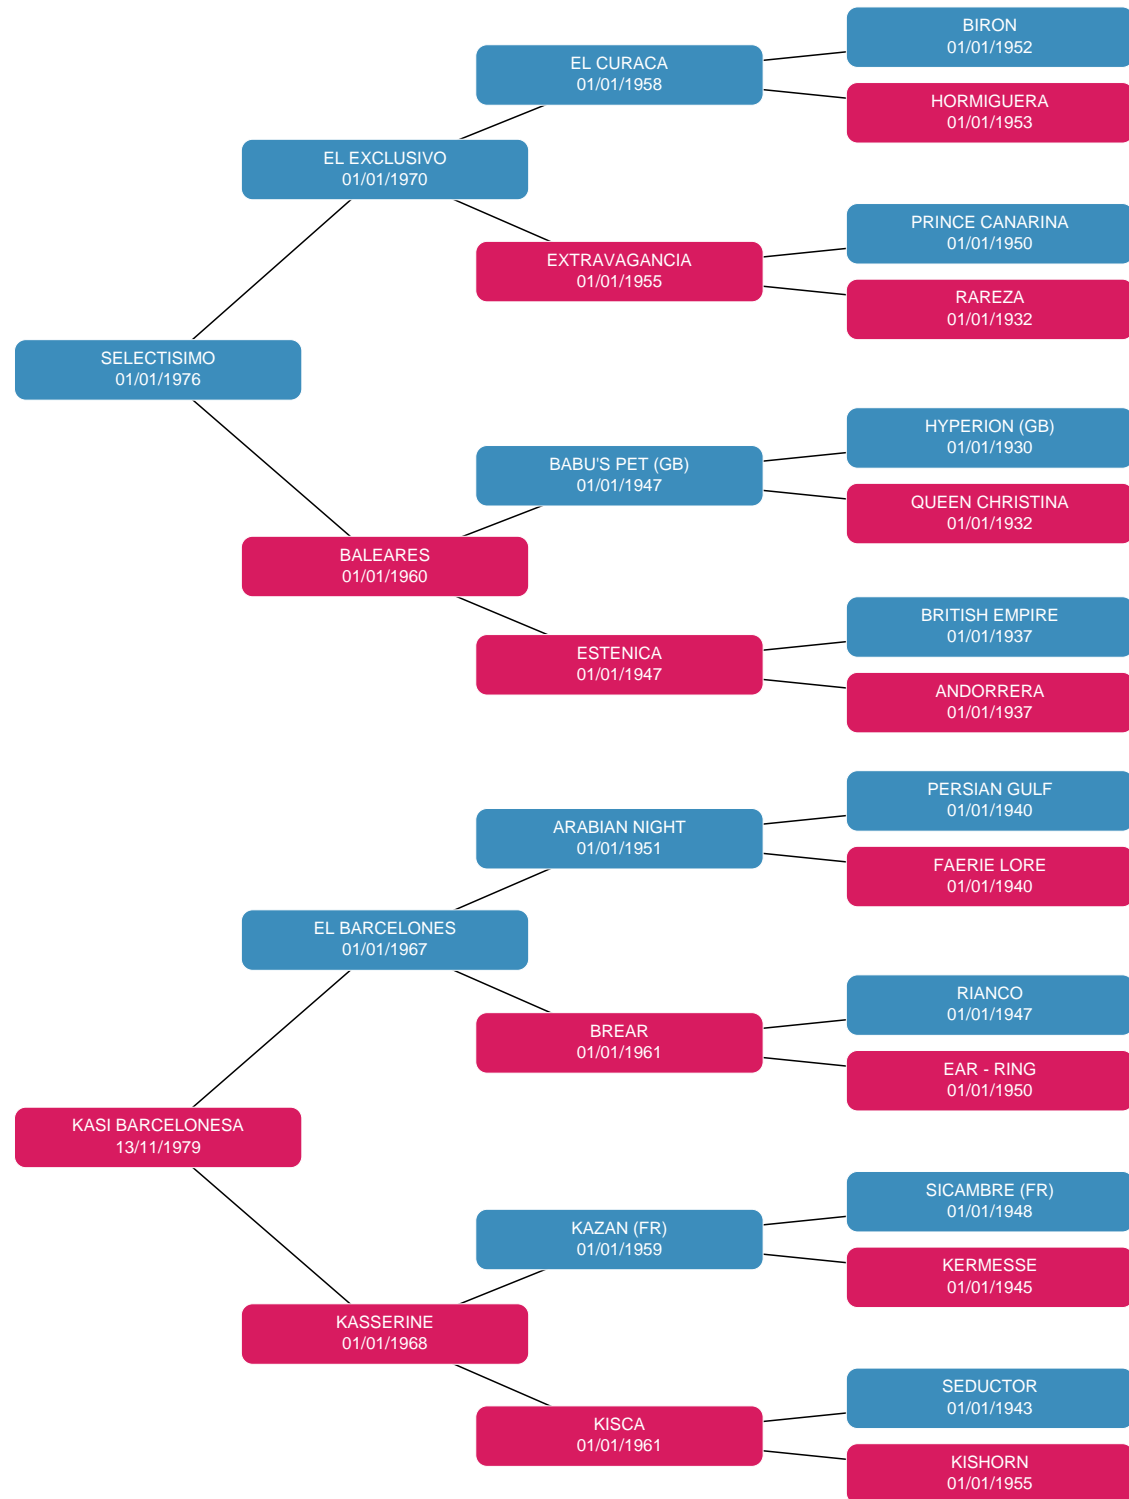 BIRON
01/01/1952
EL CURACA
01/01/1958
HORMIGUERA
01/01/1953
EL EXCLUSIVO
01/01/1970
PRINCE CANARINA
01/01/1950
EXTRAVAGANCIA
01/01/1955
RAREZA
01/01/1932
SELECTISIMO
01/01/1976
HYPERION (GB)
01/01/1930
BABU'S PET (GB)
01/01/1947
QUEEN CHRISTINA
01/01/1932
BALEARES
01/01/1960
BRITISH EMPIRE
01/01/1937
ESTENICA
01/01/1947
ANDORRERA
01/01/1937
PERSIAN GULF
01/01/1940
ARABIAN NIGHT
01/01/1951
FAERIE LORE
01/01/1940
EL BARCELONES
01/01/1967
RIANCO
01/01/1947
BREAR
01/01/1961
EAR - RING
01/01/1950
KASI BARCELONESA
13/11/1979
SICAMBRE (FR)
01/01/1948
KAZAN (FR)
01/01/1959
KERMESSE
01/01/1945
KASSERINE
01/01/1968
SEDUCTOR
01/01/1943
KISCA
01/01/1961
KISHORN
01/01/1955